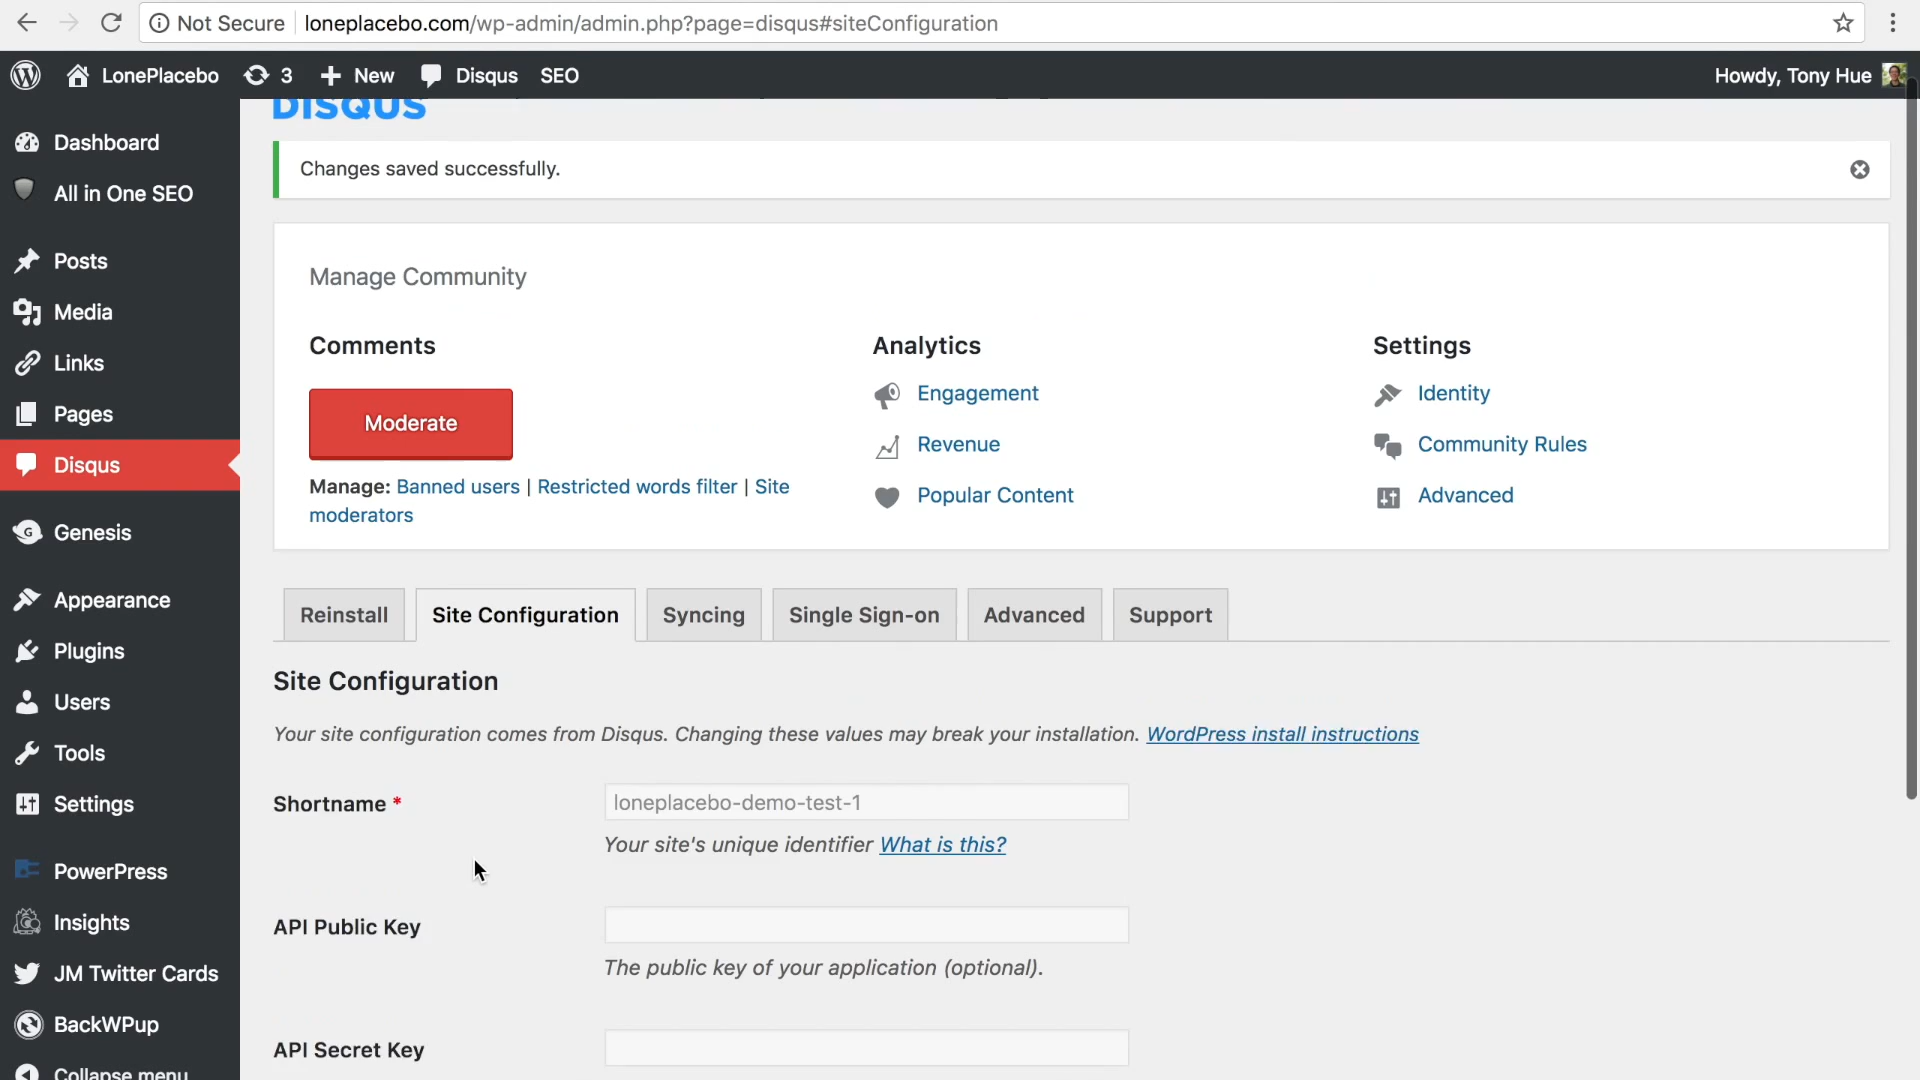 Not Secure loneplacebo.com/wp-admin/admin.php?page=disqus#siteConfiguration
LonePlacebo 3 New Disqus SEO Howdy, Tony Hue
DISQUS
Dashboard
All in One SEO
Posts
Media
Links
Pages
Disqus
Genesis
Appearance
Plugins
Users
Tools
Settings
PowerPress
Insights
JM Twitter Cards
BackWPup
Collapse menu
Changes saved successfully.
Manage Community
Comments
Moderate
Manage: Banned users | Restricted words filter | Site
moderators
Analytics
Engagement
Revenue
Popular Content
Settings
Identity
Community Rules
Advanced
Reinstall Site Configuration Syncing Single Sign-on Advanced Support
Site Configuration
Your site configuration comes from Disqus. Changing these values may break your installation. WordPress install instructions
Shortname * loneplacebo-demo-test-1
Your site's unique identifier What is this?
API Public Key
The public key of your application (optional).
API Secret Key